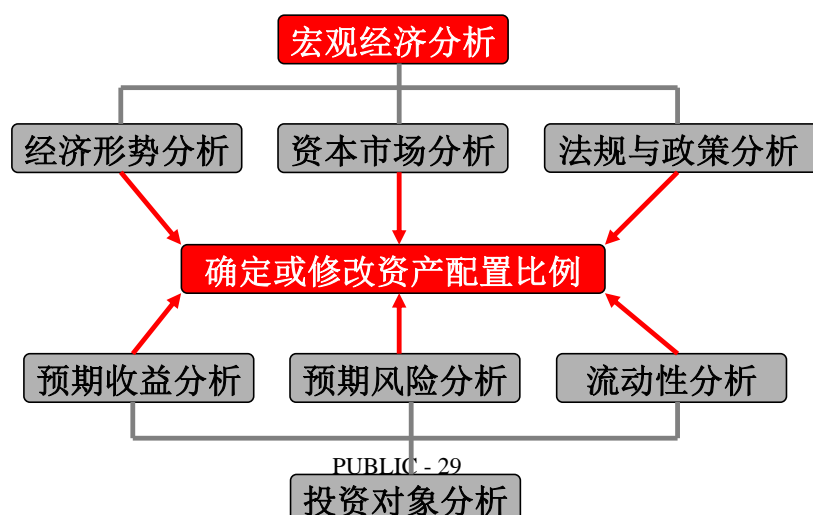 宏观经济分析
经济形势分析
资本市场分析
法规与政策分析
确定或修改资产配置比例
预期收益分析
预期风险分析
流动性分析
PUBLIC - 29
投资对象分析